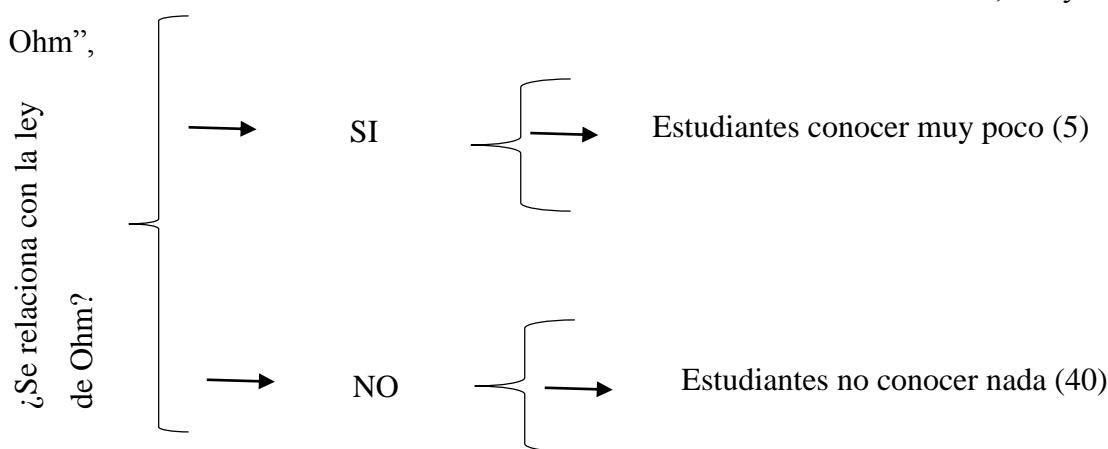 Ohm”,
¿Se relaciona con la ley
de Ohm?
SI
Estudiantes conocer muy poco (5)
NO
Estudiantes no conocer nada (40)